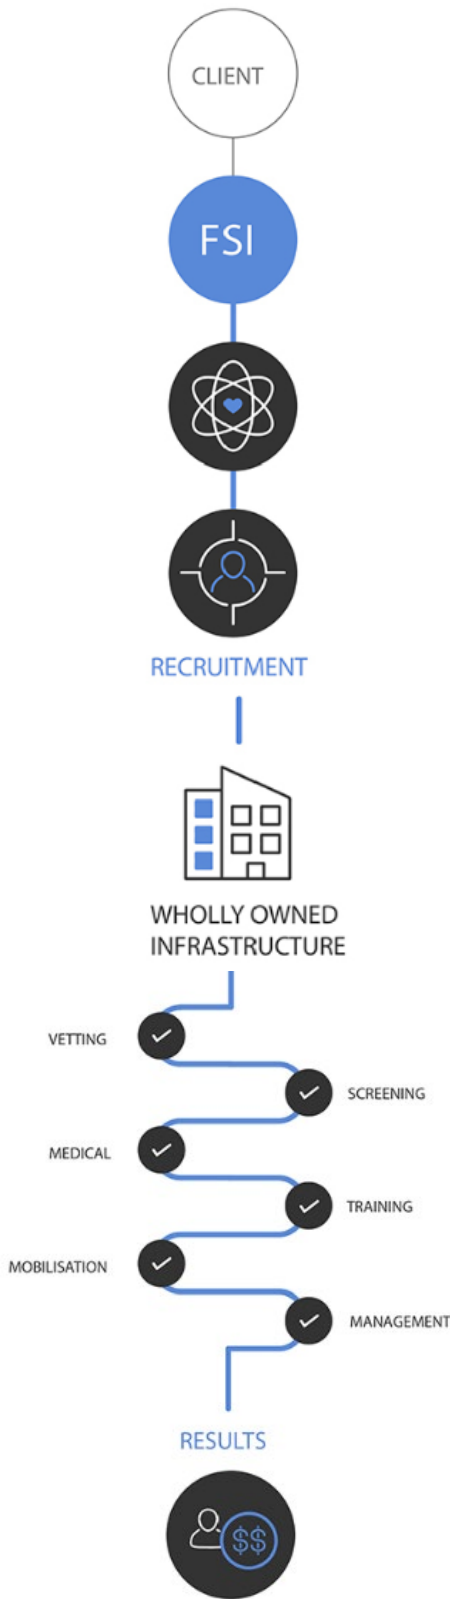 CLIENT
FSI
RECRUITMENT
WHOLLY OWNED
INFRASTRUCTURE
VETTING
SCREENING
MEDICAL
TRAINING
MOBILISATION
MANAGEMENT
RESULTS
$$